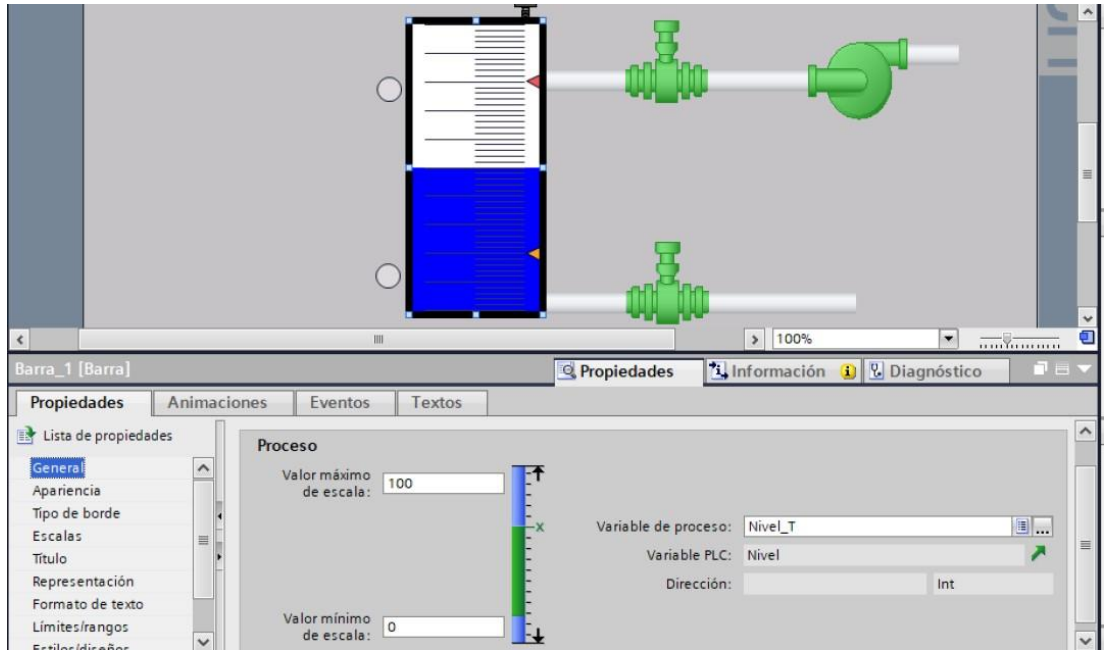 100%
Barra_1 [Barra]
Propiedades
Información
Diagnóstico
Propiedades
Animaciones
Eventos
Textos
Lista de propiedades
General
Apariencia
Tipo de borde
Escalas
Título
Representación
Formato de texto
Límites/rangos
Estilos/diseños
Proceso
Valor máximo
de escala:
100
x
Variable de proceso:
Nivel_T
...
Variable PLC:
Nivel
Dirección:
Int
Valor mínimo
de escala:
0